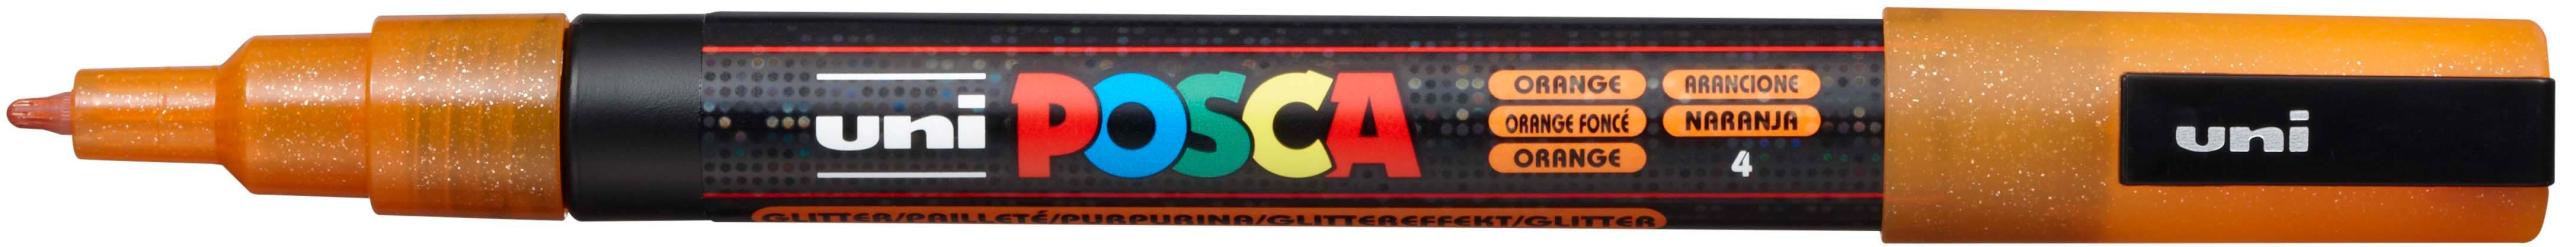 uni POSCA
ORANGE ARANCIONE
ORANGE FONCÉ NARANJA
ORANGE 4
GLITTER/PAILLETÉ/PURPURINA/GLITTEREFFEKT/GLITTER
uni